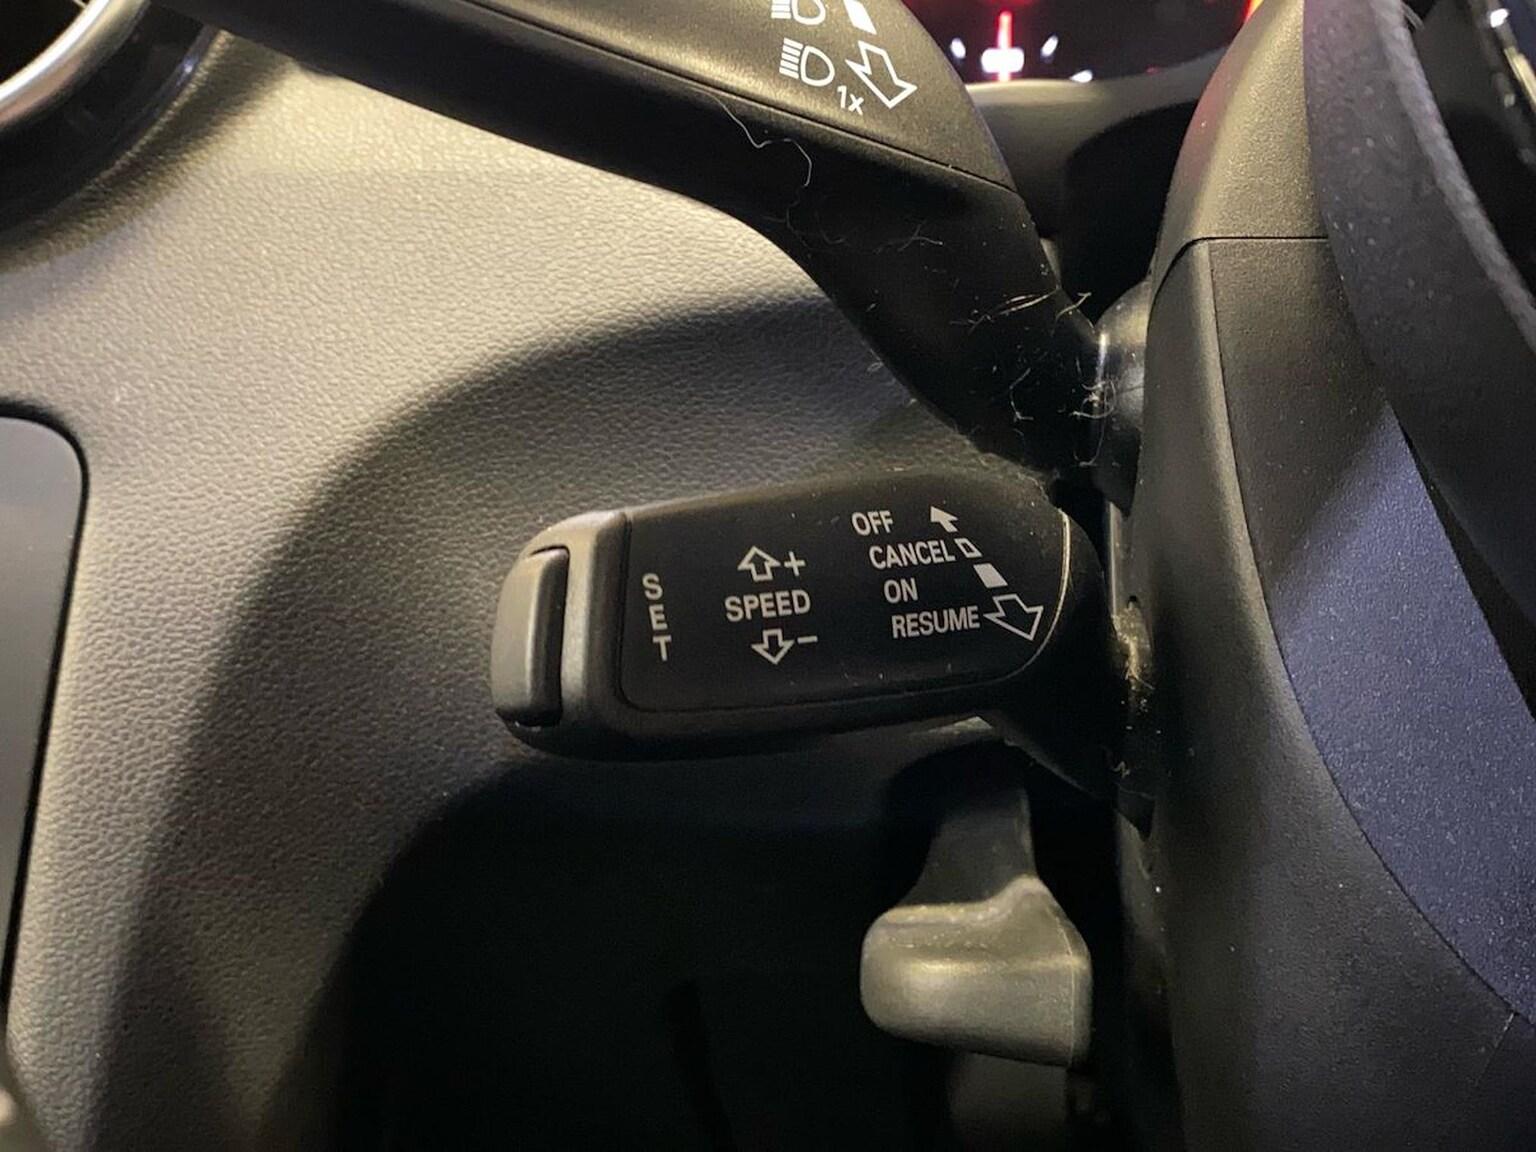 1x
OFF
CANCEL
ON
RESUME
+
SPEED
−
SET